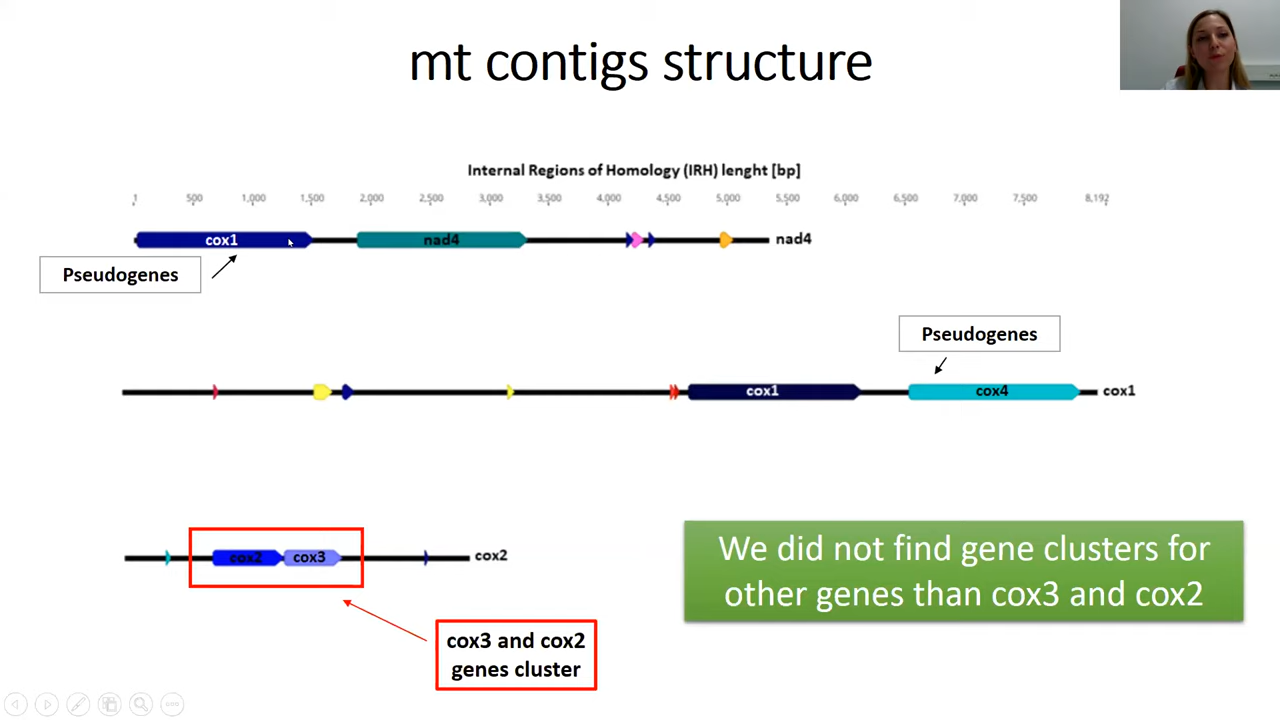 mt contigs structure
Internal Regions of Homology (IRH) lenght [bp]
1 500 1,000 1,500 2,000 2,500 3,000 3,500 4,000 4,500 5,000 5,500 6,000 6,500 7,000 7,500 8,192
cox1 nad4 nad4
Pseudogenes
Pseudogenes
cox1 cox4 cox1
cox2 cox3 cox2
We did not find gene clusters for
other genes than cox3 and cox2
cox3 and cox2
genes cluster